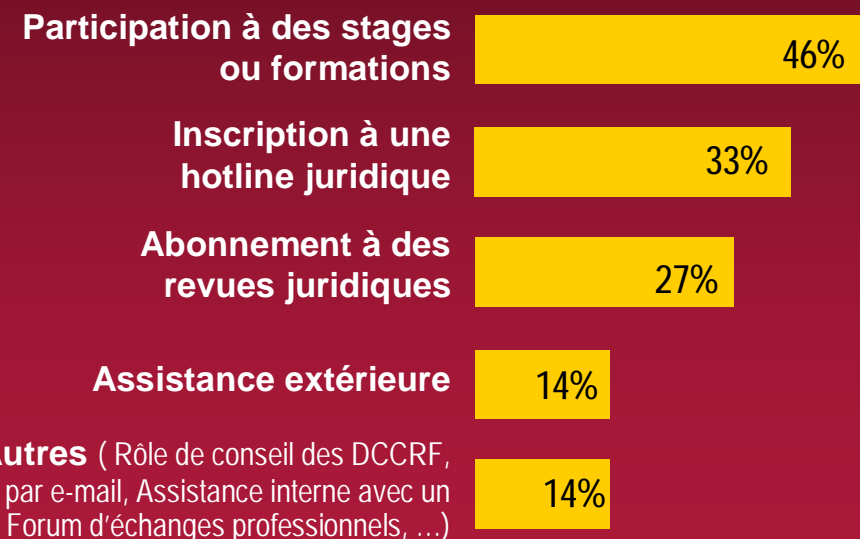 Participation à des stages
ou formations
46%
Inscription à une
hotline juridique
33%
Abonnement à des
revues juridiques
27%
Assistance extérieure
14%
utres ( Rôle de conseil des DCCRF,
par e-mail, Assistance interne avec un
Forum d'échanges professionnels, ...)
14%